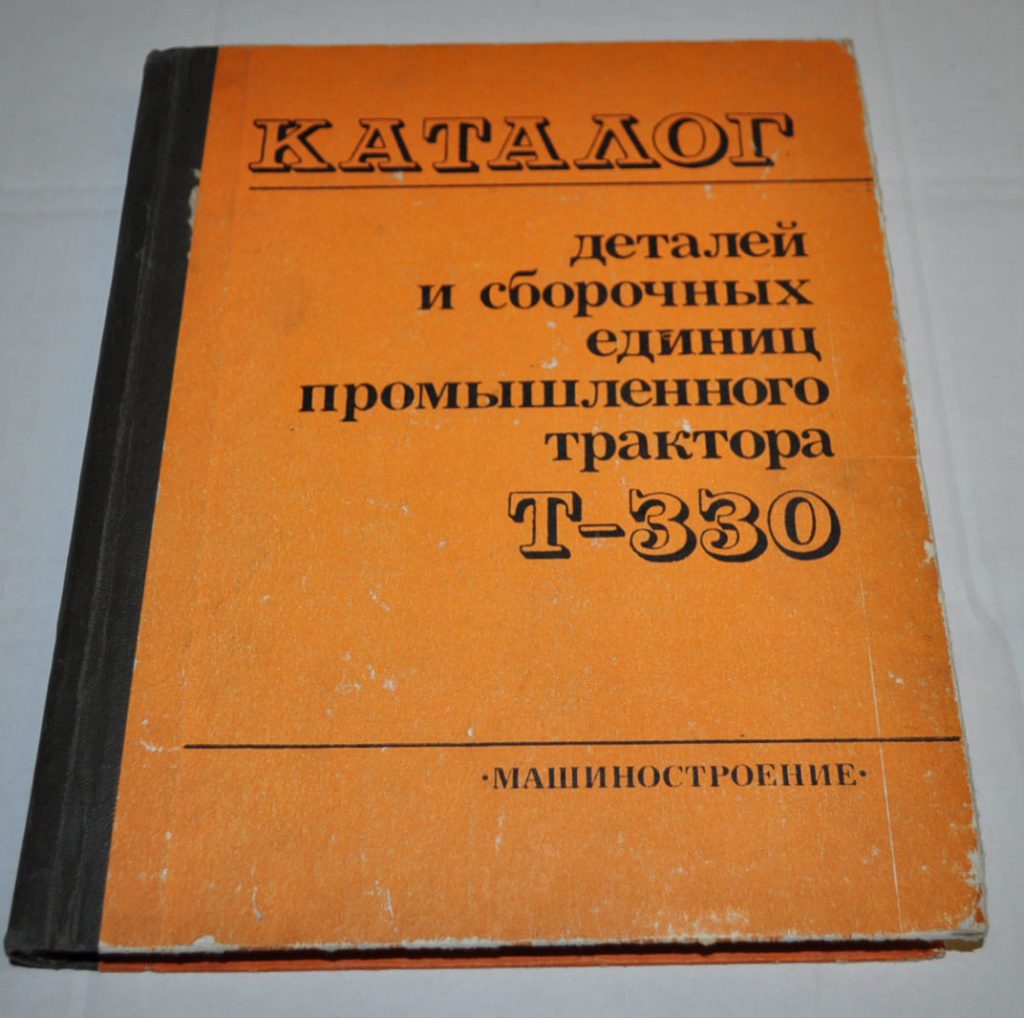 КАТАЛОГ
деталей
и сборочных
единиц
промышленного
трактора
Т-330
·МАШИНОСТРОЕНИЕ·